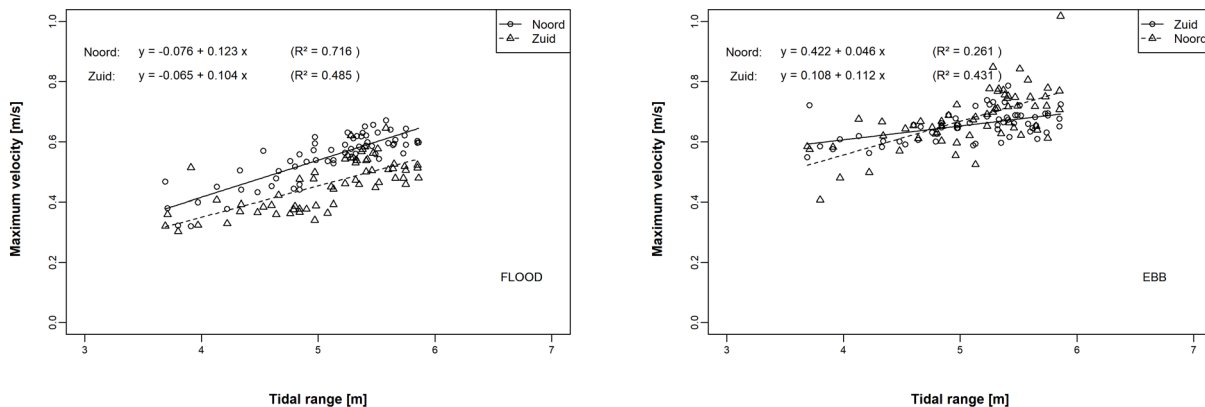 Noord
Zuid
Noord: y = -0.076 + 0.123 x (R² = 0.716)
Zuid: y = -0.065 + 0.104 x (R² = 0.485)
FLOOD
Maximum velocity [m/s]
0.0
0.2
0.4
0.6
0.8
1.0
3 4 5 6 7
Tidal range [m]
Zuid
Noord
Noord: y = 0.422 + 0.046 x (R² = 0.261)
Zuid: y = 0.108 + 0.112 x (R² = 0.431)
EBB
Maximum velocity [m/s]
0.0
0.2
0.4
0.6
0.8
1.0
3 4 5 6 7
Tidal range [m]